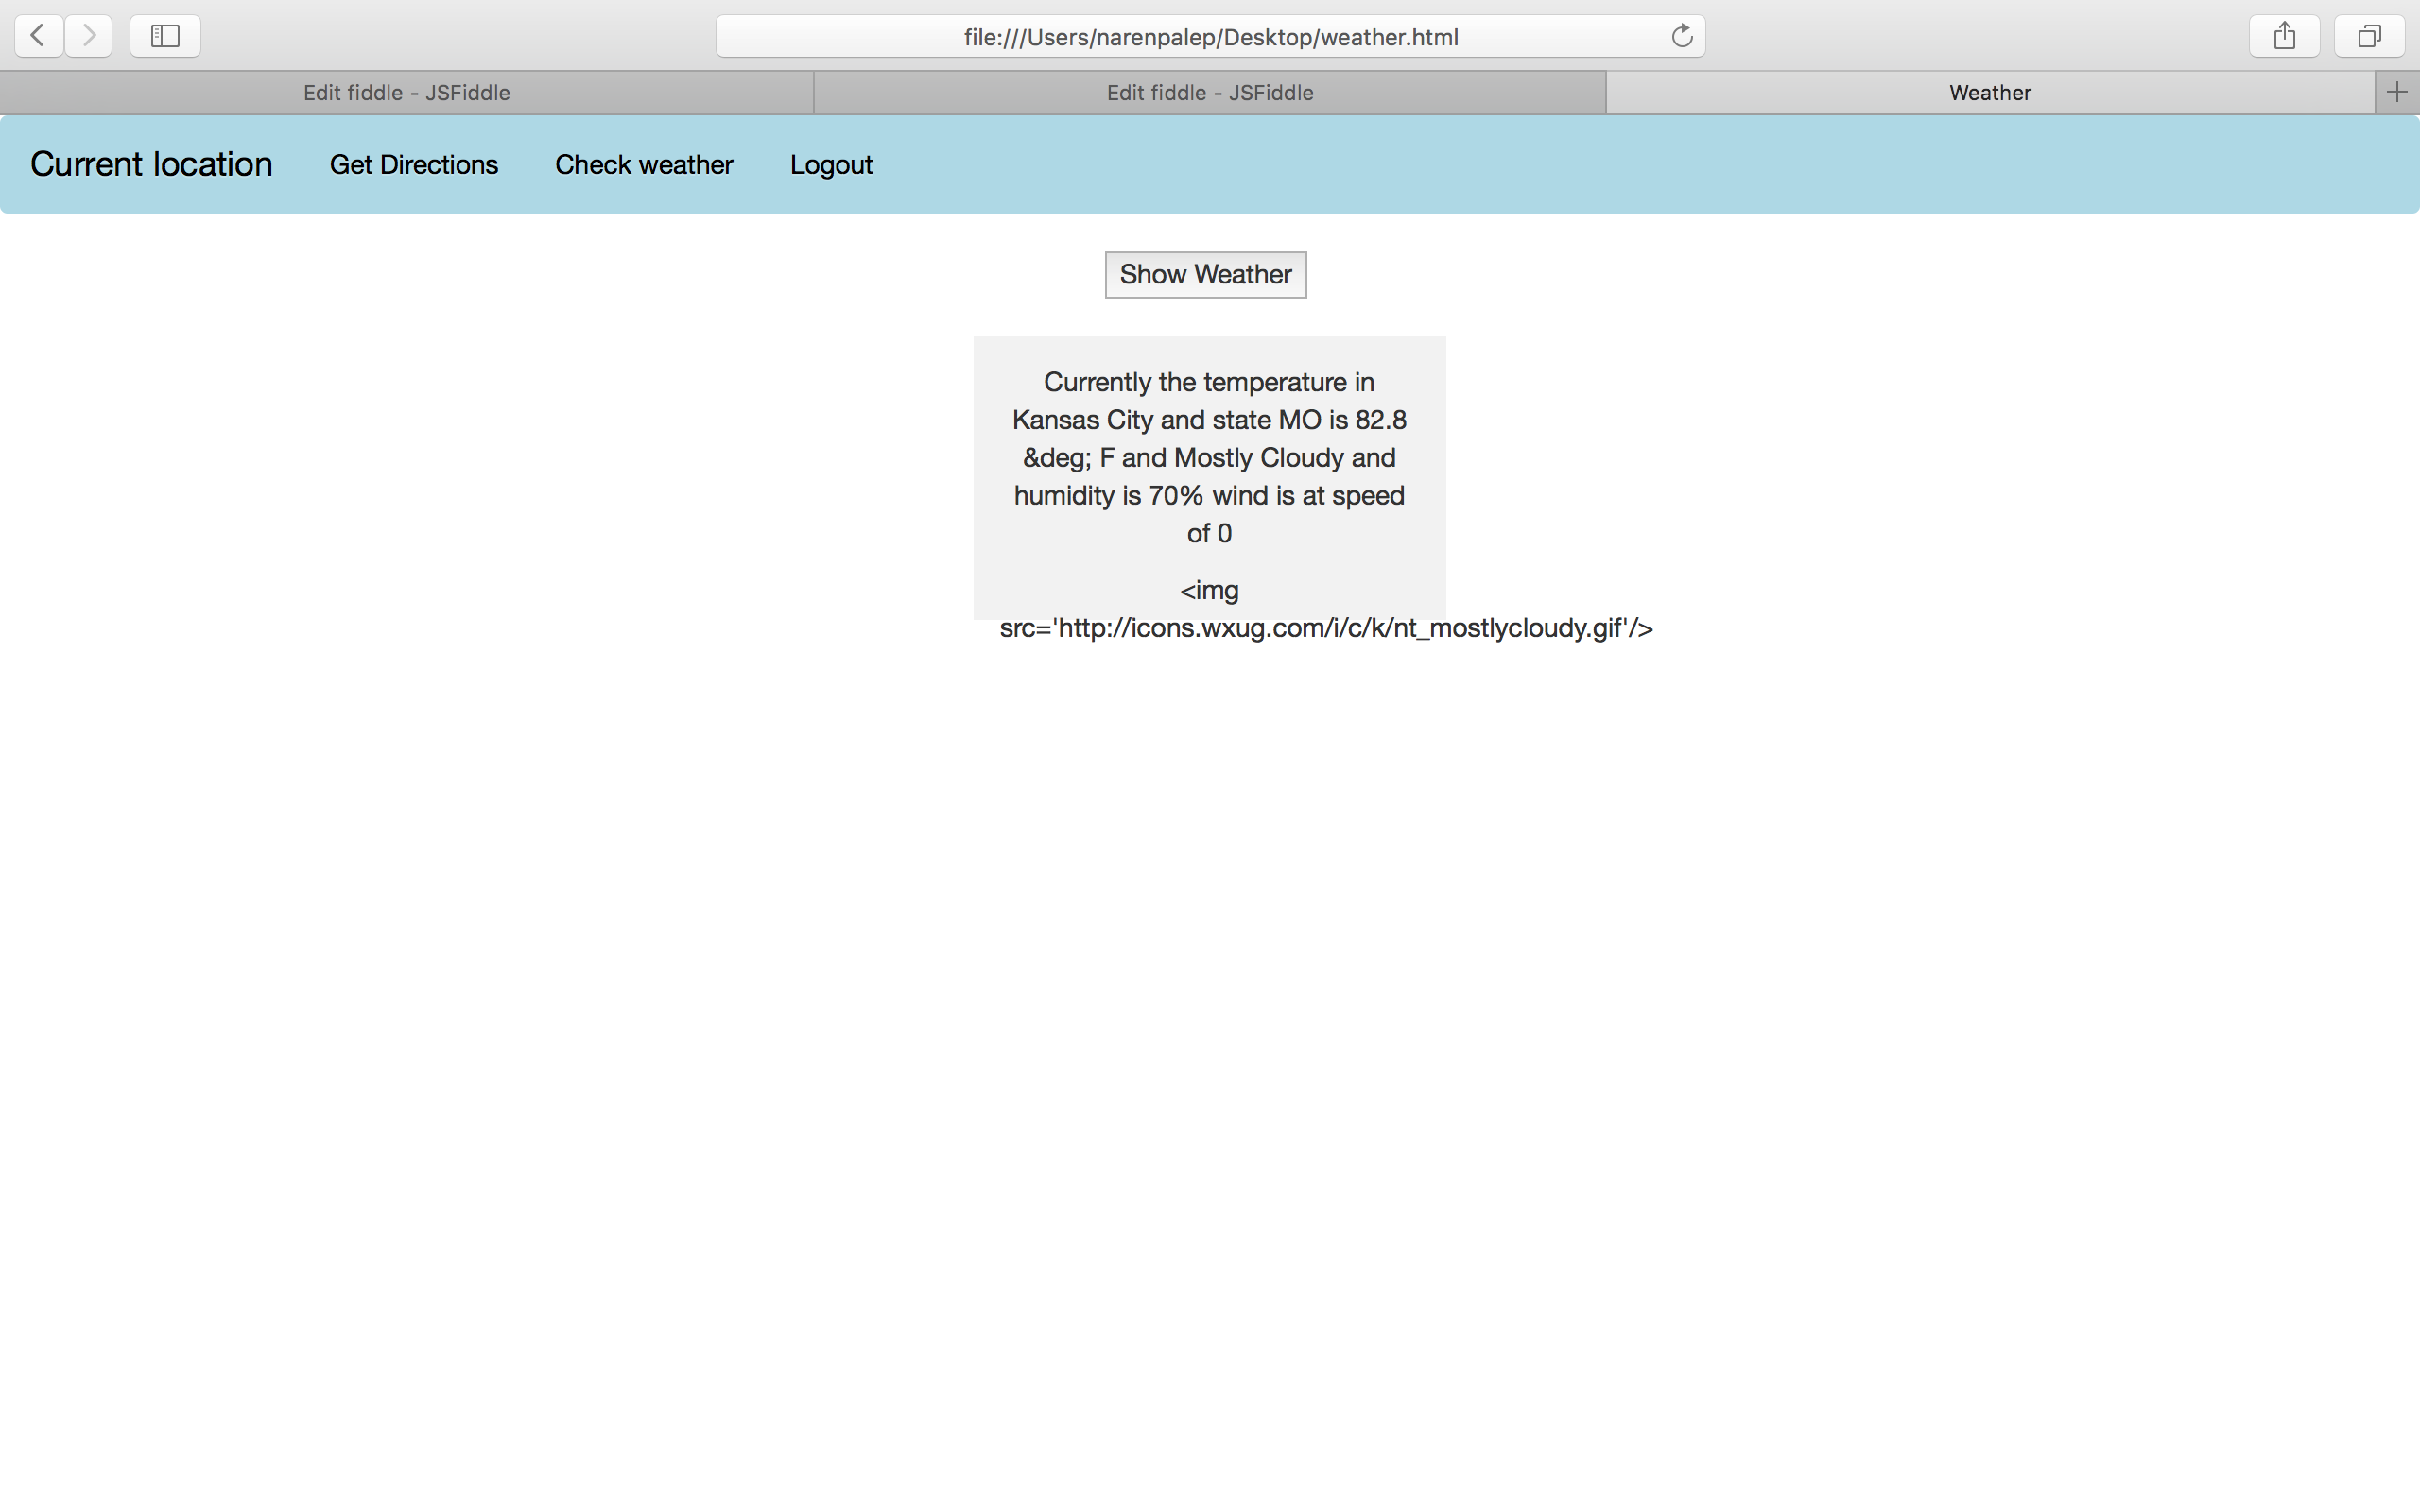 file:///Users/narenpalep/Desktop/weather.html
Edit fiddle - JSFiddle
Edit fiddle - JSFiddle
Weather
Current location
Get Directions
Check weather
Logout
Show Weather
Currently the temperature in
Kansas City and state MO is 82.8
&deg; F and Mostly Cloudy and
humidity is 70% wind is at speed
of 0
<img
src='http://icons.wxug.com/i/c/k/nt_mostlycloudy.gif'/>